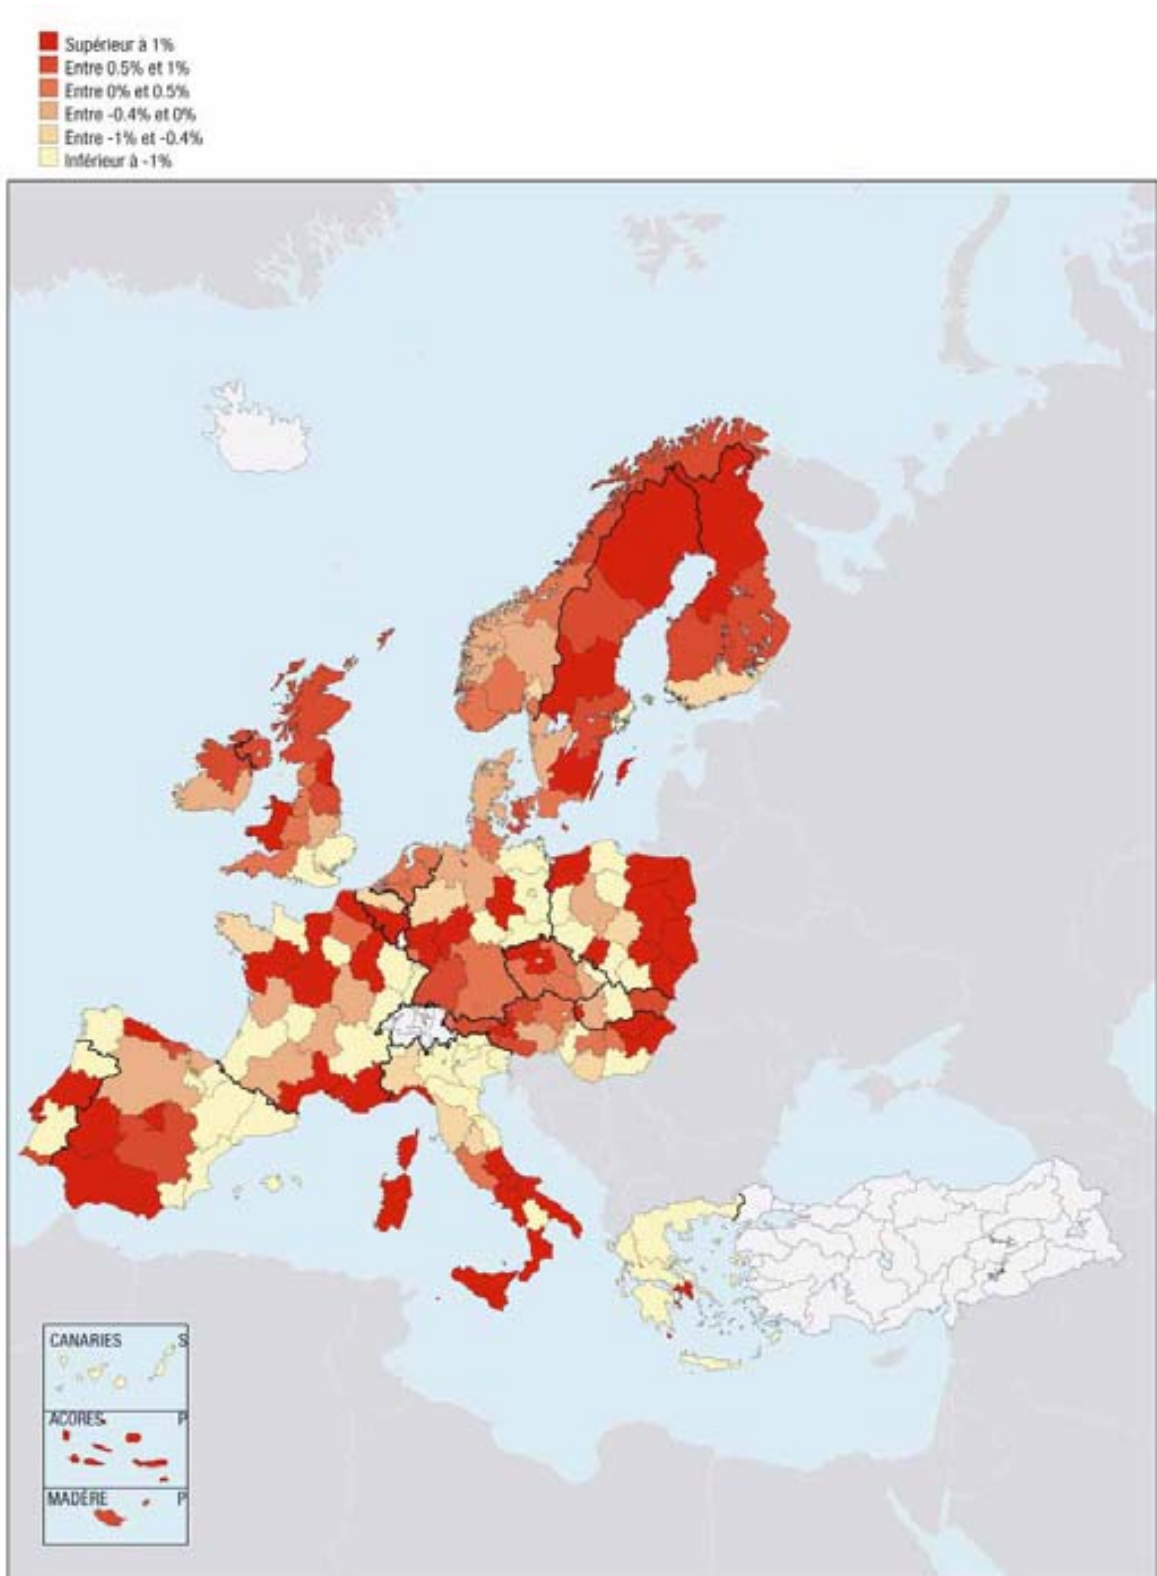 Supérieur à 1%
Entre 0.5% et 1%
Entre 0% et 0.5%
Entre -0.4% et 0%
Entre -1% et -0.4%
Inférieur à -1%
CANARIES S
ACORES P
MADÈRE P